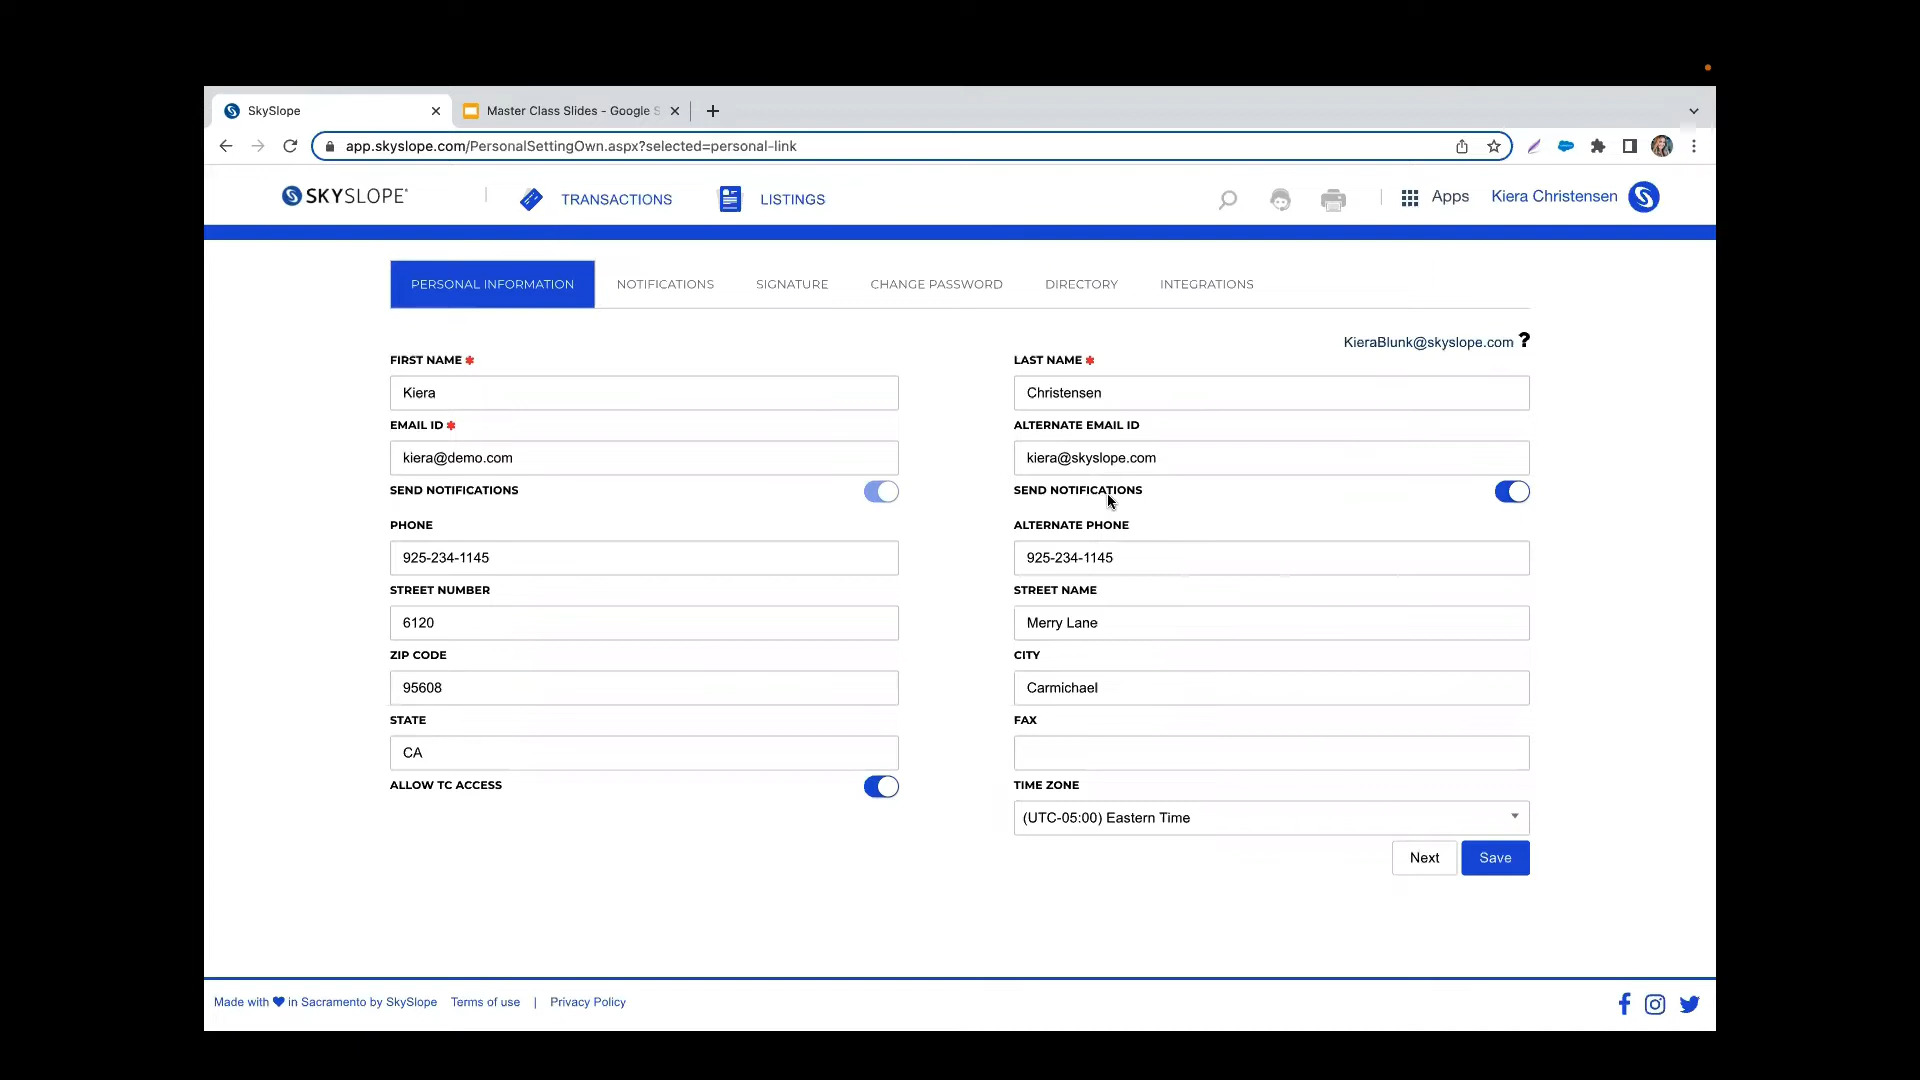 SkySlope
Master Class Slides - Google S
app.skyslope.com/PersonalSettingOwn.aspx?selected=personal-link
SKYSLOPE
TRANSACTIONS
LISTINGS
Apps
Kiera Christensen
PERSONAL INFORMATION
NOTIFICATIONS
SIGNATURE
CHANGE PASSWORD
DIRECTORY
INTEGRATIONS
KieraBlunk@skyslope.com ?
FIRST NAME *
LAST NAME *
Kiera
Christensen
EMAIL ID *
ALTERNATE EMAIL ID
kiera@demo.com
kiera@skyslope.com
SEND NOTIFICATIONS
SEND NOTIFICATIONS
PHONE
ALTERNATE PHONE
925-234-1145
925-234-1145
STREET NUMBER
STREET NAME
6120
Merry Lane
ZIP CODE
CITY
95608
Carmichael
STATE
FAX
CA
ALLOW TC ACCESS
TIME ZONE
(UTC-05:00) Eastern Time
Next
Save
Made with ♥ in Sacramento by SkySlope
Terms of use | Privacy Policy